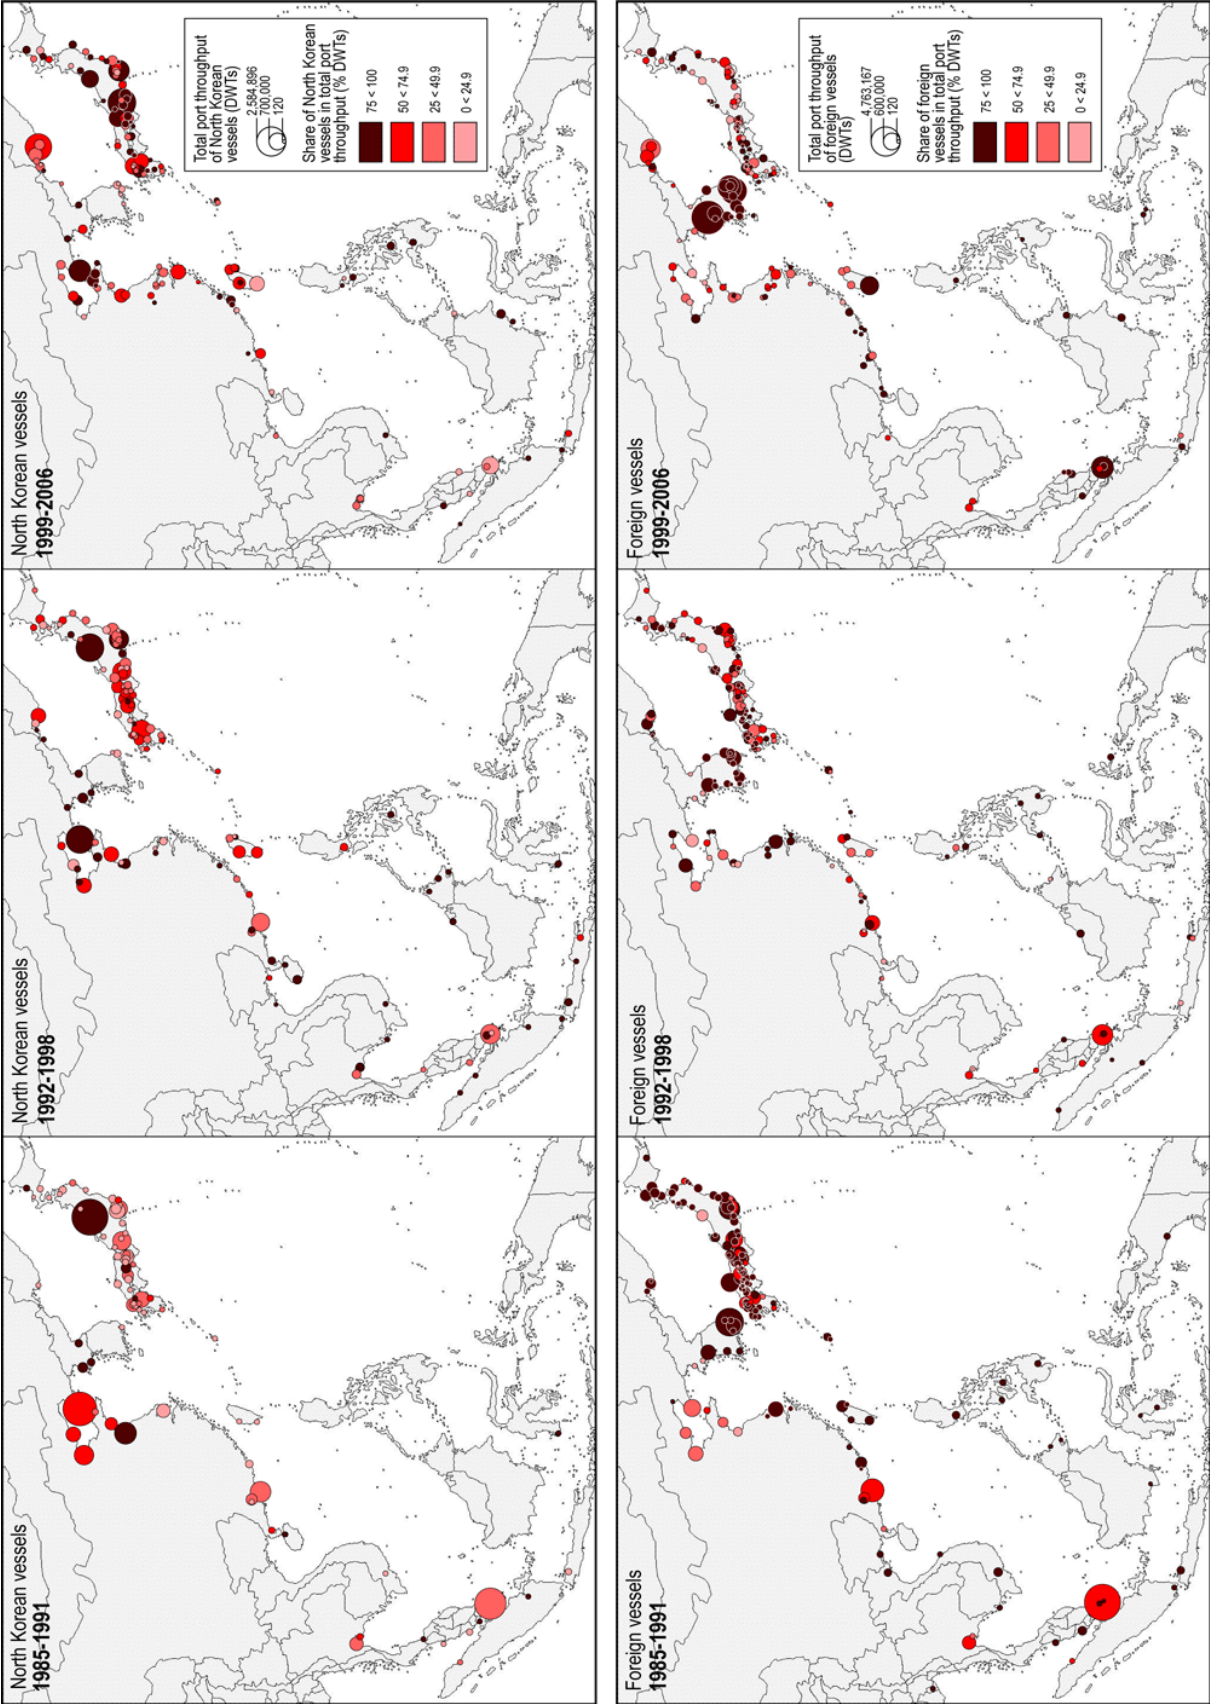 North Korean vessels
1985-1991
North Korean vessels
1992-1998
North Korean vessels
1999-2006
Total port throughput
of North Korean
vessels (DWTs)
2,584,896
700,000
120
Share of North Korean
vessels in total port
throughput (% DWTs)
75 < 100
50 < 74.9
25 < 49.9
0 < 24.9
Foreign vessels
1985-1991
Foreign vessels
1992-1998
Foreign vessels
1999-2006
Total port throughput
of foreign vessels
(DWTs)
4,763,167
600,000
120
Share of foreign
vessels in total port
throughput (% DWTs)
75 < 100
50 < 74.9
25 < 49.9
0 < 24.9